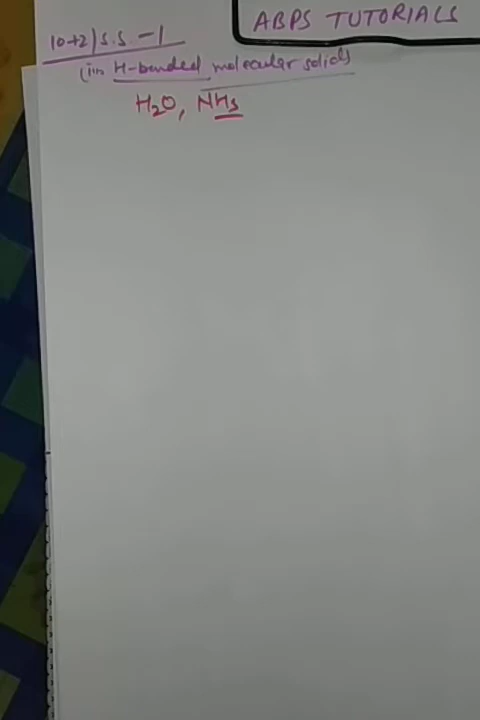 ABPS TUTORIALS
10+2) S.S. - 1
(iii) H-bonded molecular solids
H₂O, NH₃